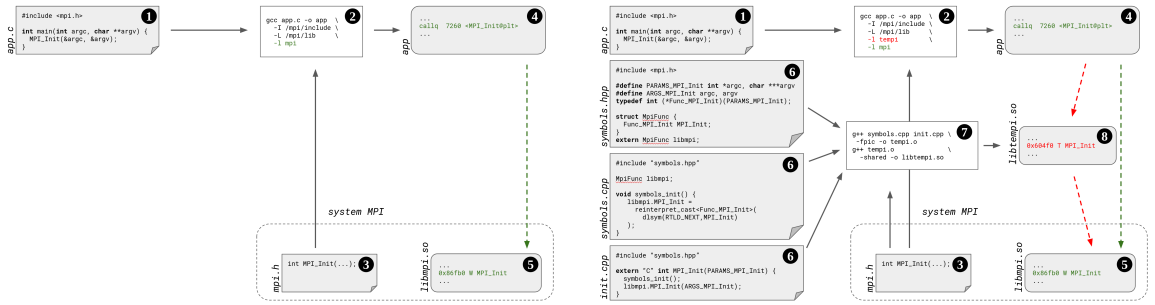 app.c
#include <mpi.h>
int main(int argc, char **argv) {
MPI_Init(&argc, &argv);
}
1
gcc app.c -o app \
-I /mpi/include \
-L /mpi/lib \
-l mpi
2
app
...
callq 7260 <MPI_Init@plt>
...
4
system MPI
mpi.h
int MPI_Init(...);
3
libmpi.so
...
0x86fb0 W MPI_Init
...
5
app.c
#include <mpi.h>
int main(int argc, char **argv) {
MPI_Init(&argc, &argv);
}
1
gcc app.c -o app \
-I /mpi/include \
-L /mpi/lib \
-l tempi \
-l mpi
2
app
...
callq 7260 <MPI_Init@plt>
...
4
symbols.hpp
#include <mpi.h>
#define PARAMS_MPI_Init int *argc, char ***argv
#define ARGS_MPI_Init argc, argv
typedef int (*Func_MPI_Init)(PARAMS_MPI_Init);
struct MpiFunc {
Func_MPI_Init MPI_Init;
}
extern MpiFunc libmpi;
6
symbols.cpp
#include "symbols.hpp"
MpiFunc libmpi;
void symbols_init() {
libmpi.MPI_Init =
reinterpret_cast<Func_MPI_Init>(
dlsym(RTLD_NEXT,MPI_Init)
);
}
6
init.cpp
#include "symbols.hpp"
extern "C" int MPI_Init(PARAMS_MPI_Init) {
symbols_init();
libmpi.MPI_Init(ARGS_MPI_Init);
}
6
g++ symbols.cpp init.cpp \
-fpic -o tempi.o
g++ tempi.o \
-shared -o libtempi.so
7
libtempi.so
...
0x604f0 T MPI_Init
...
8
system MPI
mpi.h
int MPI_Init(...);
3
libmpi.so
...
0x86fb0 W MPI_Init
...
5